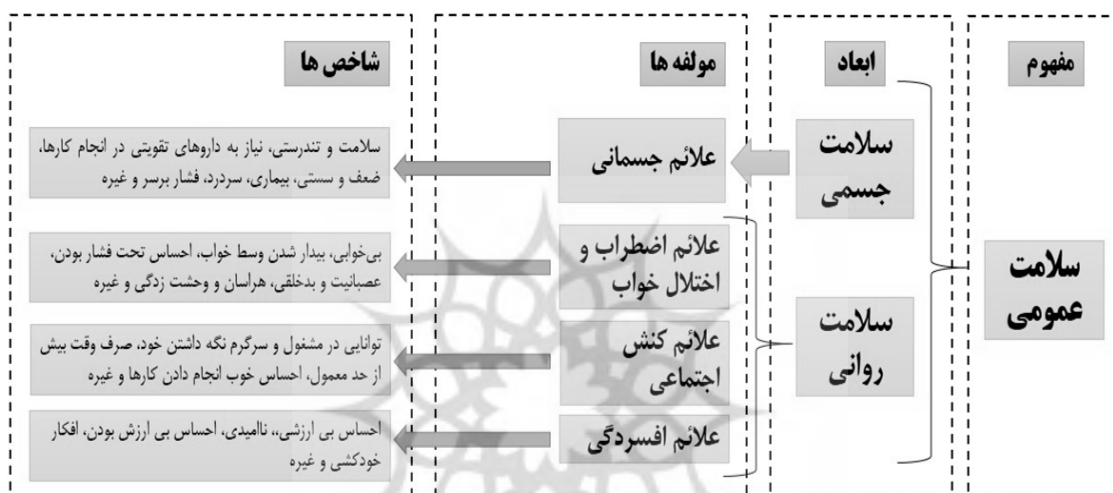 مفهوم
ابعاد
مولفه ها
شاخص ها
سلامت
عمومی
سلامت
جسمی
علائم جسمانی
سلامت و تندرستی، نیاز به داروهای تقویتی در انجام کارها،
ضعف و سستی، بیماری، سردرد، فشار برسر و غیره
سلامت
روانی
علائم اضطراب و
اختلال خواب
بی‌خوابی، بیدار شدن وسط خواب، احساس تحت فشار بودن،
عصبانیت و بدخلقی، هراسان و وحشت زدگی و غیره
علائم کنش
اجتماعی
توانایی در مشغول و سرگرم نگه داشتن خود، صرف وقت بیش
از حد معمول، احساس خوب انجام دادن کارها و غیره
علائم افسردگی
احساس بی ارزشی،، ناامیدی، احساس بی ارزش بودن، افکار
خودکشی و غیره